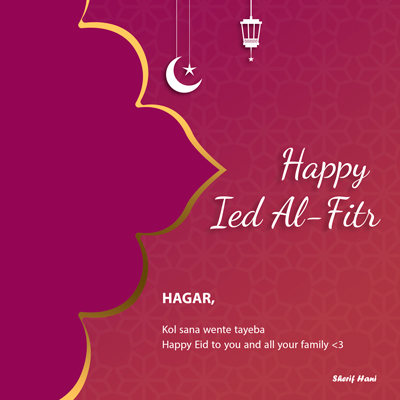 Happy
Ied Al-Fitr
HAGAR,
Kol sana wente tayeba
Happy Eid to you and all your family <3
Sherif Hani